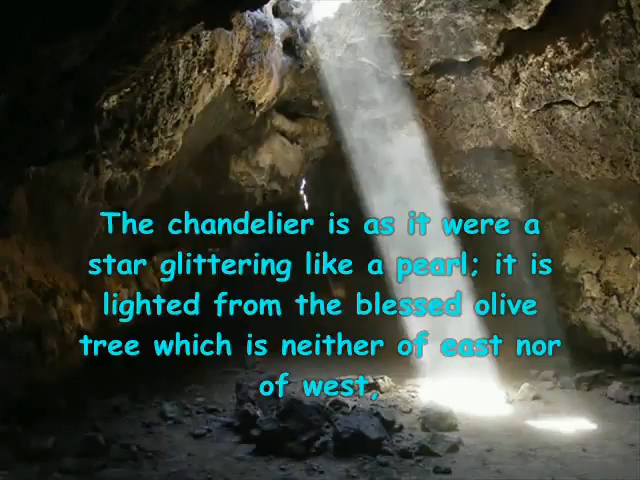 The chandelier is as it were a
star glittering like a pearl; it is
lighted from the blessed olive
tree which is neither of east nor
of west,